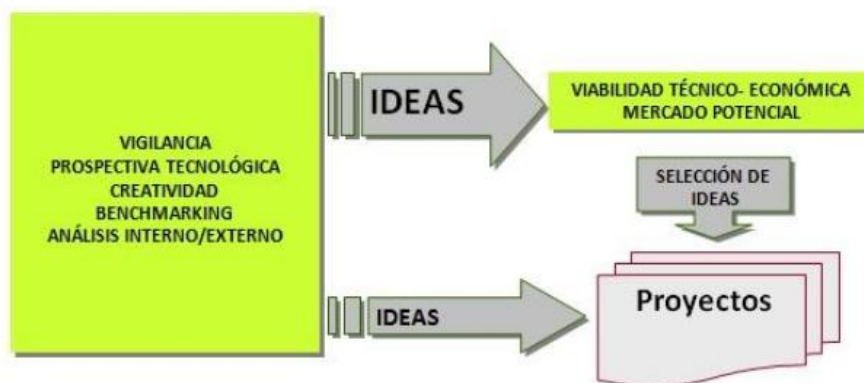 VIGILANCIA
PROSPECTIVA TECNOLÓGICA
CREATIVIDAD
BENCHMARKING
ANÁLISIS INTERNO/EXTERNO
IDEAS
VIABILIDAD TÉCNICO- ECONÓMICA
MERCADO POTENCIAL
SELECCIÓN DE
IDEAS
IDEAS
Proyectos